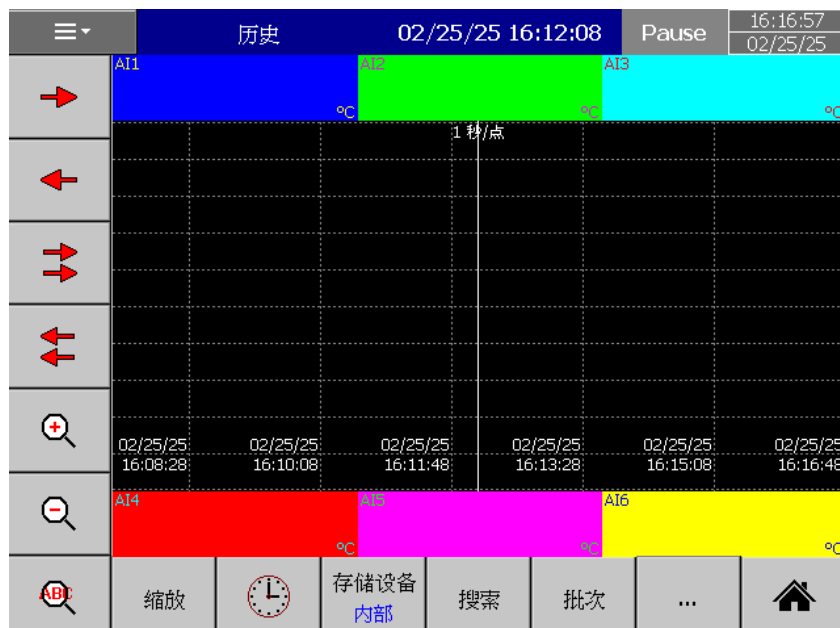 历史
02/25/25 16:12:08
Pause
16:16:57
02/25/25
AI1
AI2
AI3
°C
°C
°C
1 秒/点
02/25/25 02/25/25 02/25/25 02/25/25 02/25/25 02/25/25
16:08:28 16:10:08 16:11:48 16:13:28 16:15:08 16:16:48
AI4
AI5
AI6
°C
°C
°C
ABC
缩放
存储设备
内部
搜索
批次
...